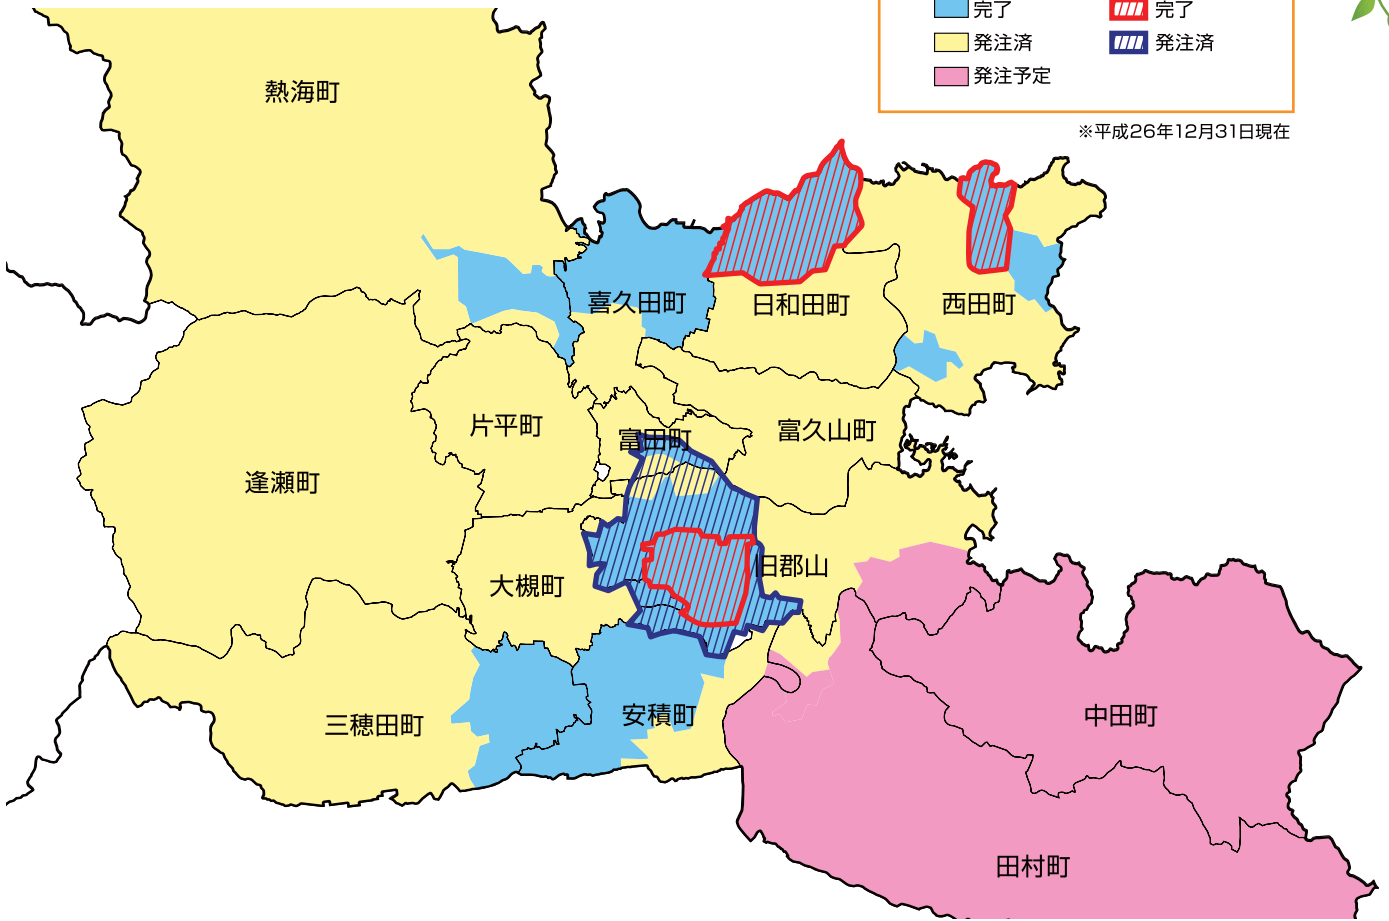 完了 完了
発注済 発注済
発注予定
※平成26年12月31日現在
熱海町
喜久田町
日和田町
西田町
片平町
富田町
富久山町
逢瀬町
大槻町
旧郡山
三穂田町
安積町
中田町
田村町